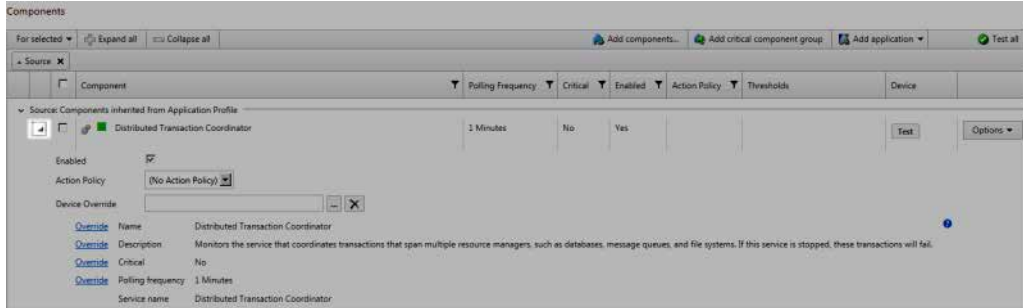 Components
For selected Expand all Collapse all Add components... Add critical component group Add application Test all
Source
Component Polling Frequency Critical Enabled Action Policy Thresholds Device
Source: Components inherited from Application Profile
Distributed Transaction Coordinator 1 Minutes No Yes Test Options
Enabled
Action Policy (No Action Policy)
Device Override ...
Override Name Distributed Transaction Coordinator
Override Description Monitors the service that coordinates transactions that span multiple resource managers, such as databases, message queues, and file systems. If this service is stopped, these transactions will fail.
Override Critical No
Override Polling frequency 1 Minutes
Service name Distributed Transaction Coordinator